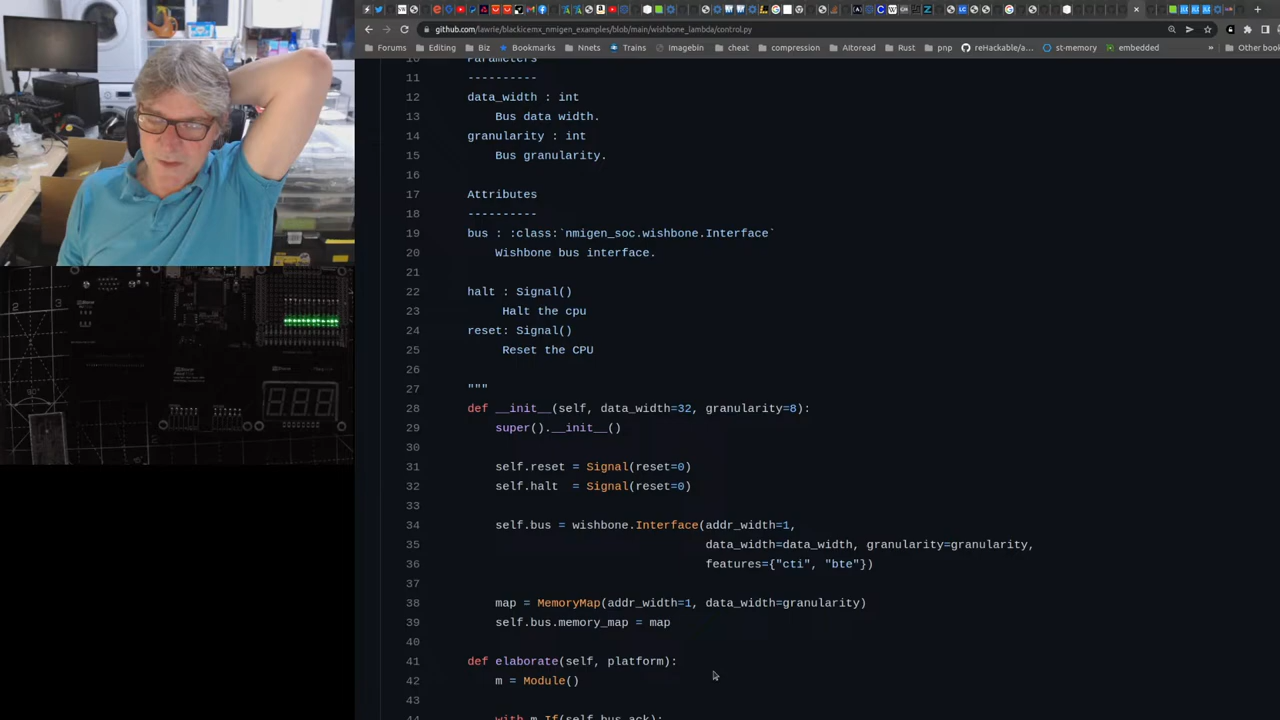 github.com/lawrie/blackicemx_nmigen_examples/blob/main/wishbone_lambda/control.py
Forums Editing Biz Bookmarks Nnets Trains Imagebin cheat compression AItoread Rust pnp reHackable/a... st-memory embedded » Other book
10 Parameters
11 ----------
12 data_width : int
13 Bus data width.
14 granularity : int
15 Bus granularity.
16
17 Attributes
18 ----------
19 bus : :class:`nmigen_soc.wishbone.Interface`
20 Wishbone bus interface.
21
22 halt : Signal()
23 Halt the cpu
24 reset: Signal()
25 Reset the CPU
26
27 """
28 def __init__(self, data_width=32, granularity=8):
29 super().__init__()
30
31 self.reset = Signal(reset=0)
32 self.halt  = Signal(reset=0)
33
34 self.bus = wishbone.Interface(addr_width=1,
35 data_width=data_width, granularity=granularity,
36 features={"cti", "bte"})
37
38 map = MemoryMap(addr_width=1, data_width=granularity)
39 self.bus.memory_map = map
40
41 def elaborate(self, platform):
42 m = Module()
43
44 with m.If(self.bus.ack):